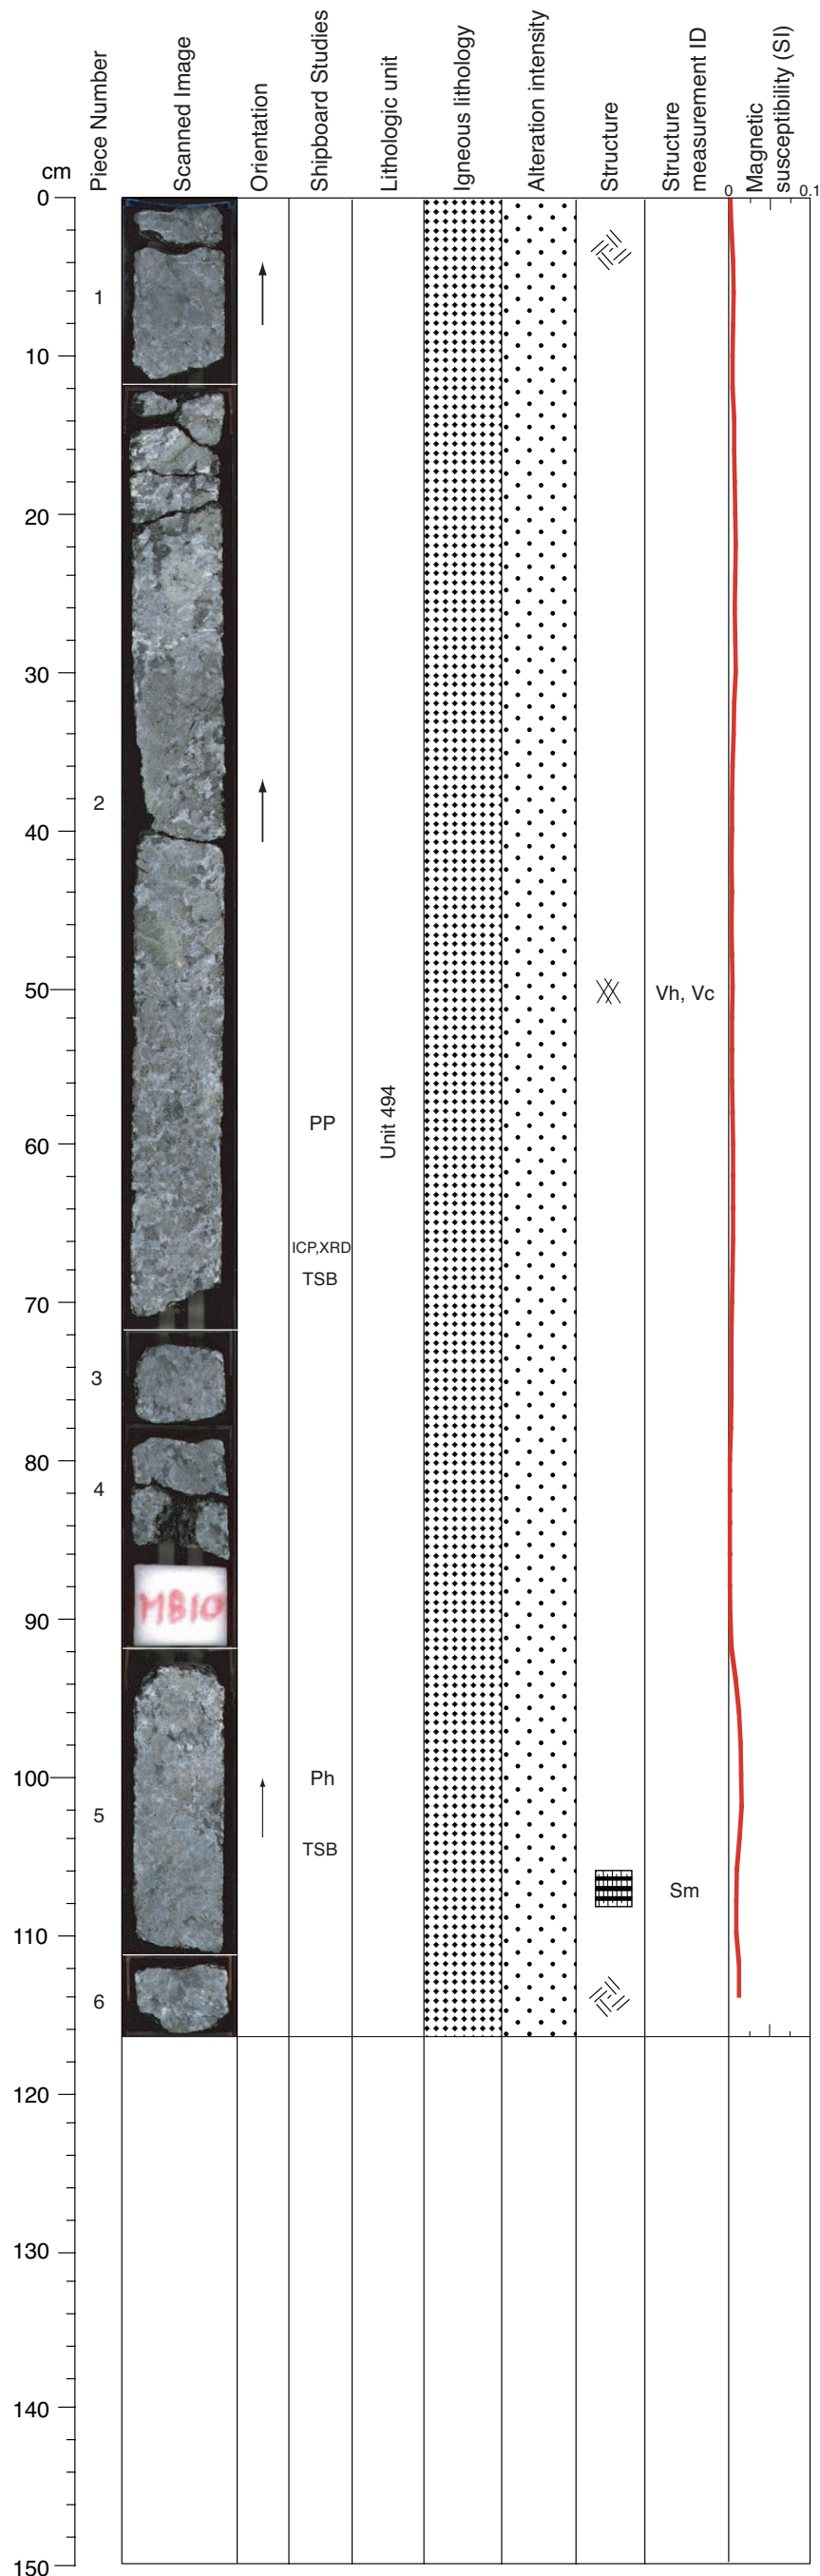 cm
Piece Number
Scanned Image
Orientation
Shipboard Studies
Lithologic unit
Igneous lithology
Alteration intensity
Structure
Structure
measurement ID
Magnetic
susceptibility (SI)
0 0.1
0
1
10
20
30
2
40
50 Vh, Vc
Unit 494
PP
60
ICP,XRD
TSB
70
3
80
4
MB10
90
100 Ph
5
TSB
Sm
110
6
120
130
140
150